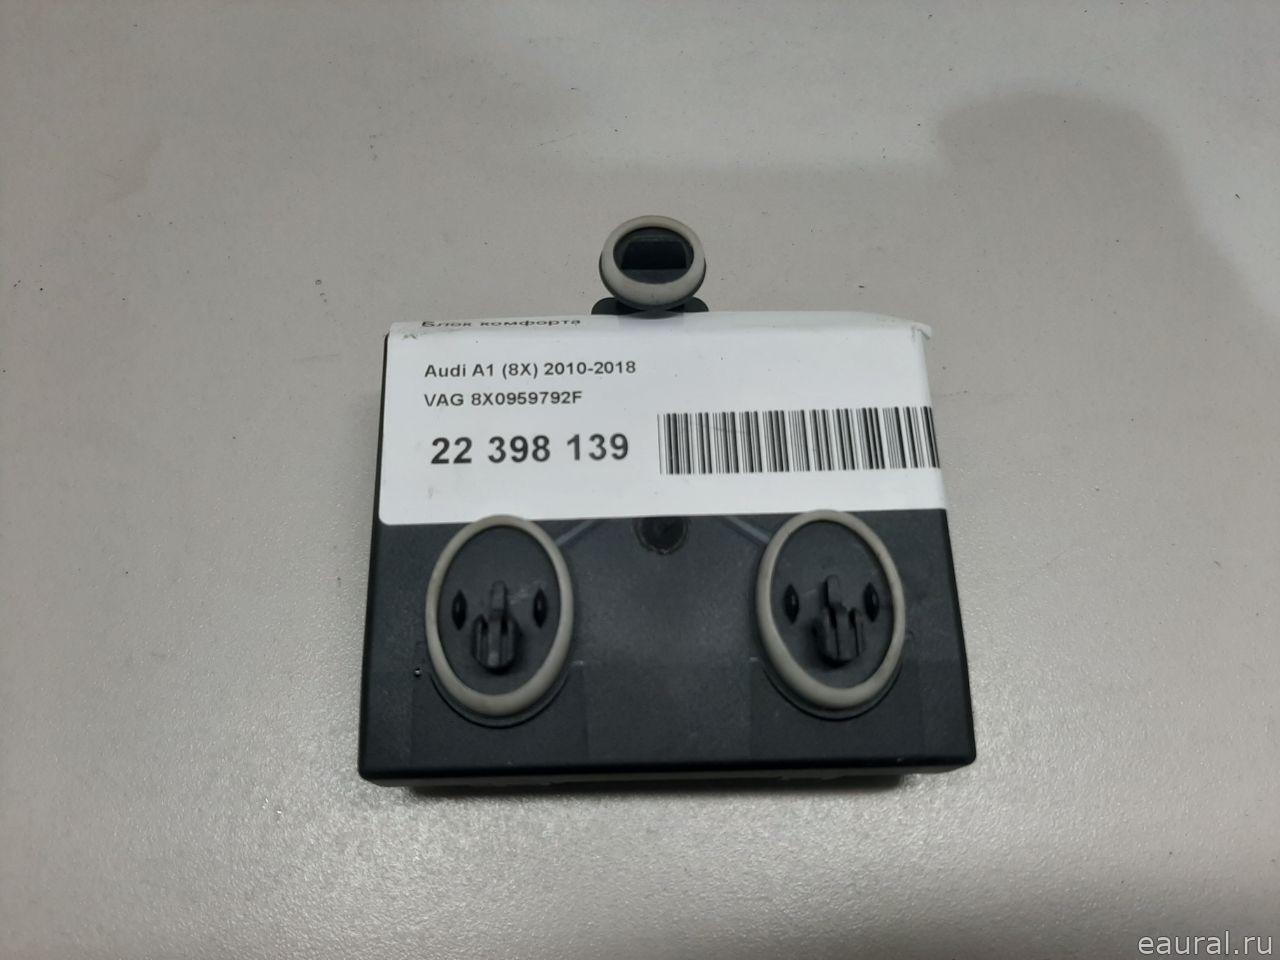 Блок комфорта
Audi A1 (8X) 2010-2018
VAG 8X0959792F
22 398 139
eaural.ru